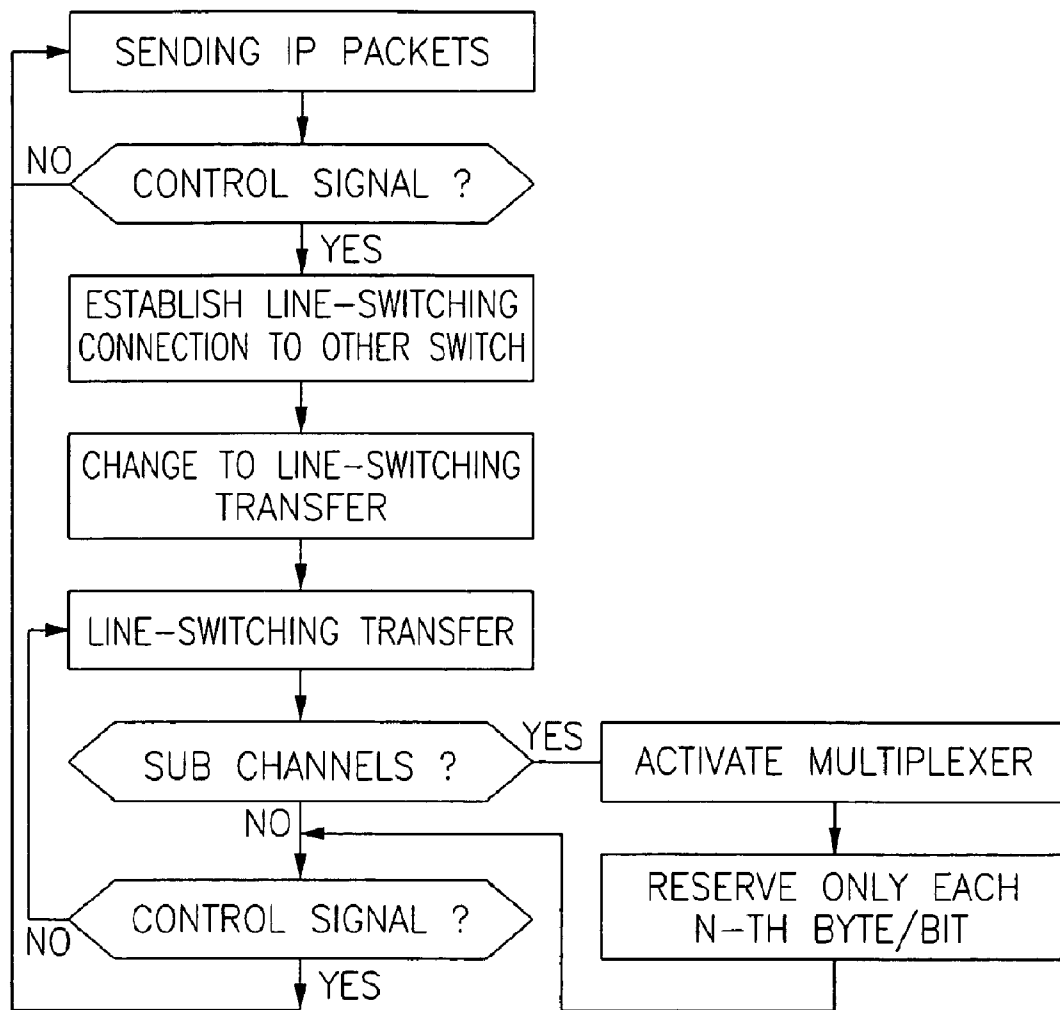 SENDING IP PACKETS
NO
CONTROL SIGNAL ?
YES
ESTABLISH LINE-SWITCHING
CONNECTION TO OTHER SWITCH
CHANGE TO LINE-SWITCHING
TRANSFER
LINE-SWITCHING TRANSFER
SUB CHANNELS ?
YES
ACTIVATE MULTIPLEXER
NO
RESERVE ONLY EACH
N-TH BYTE/BIT
CONTROL SIGNAL ?
NO
YES